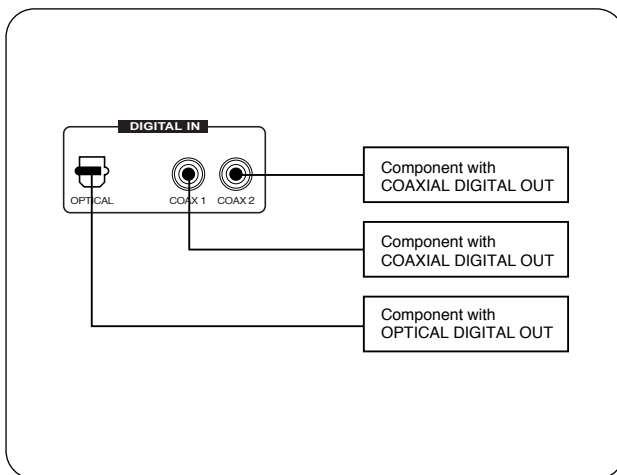 DIGITAL IN
OPTICAL
COAX 1
COAX 2
Component with
COAXIAL DIGITAL OUT
Component with
COAXIAL DIGITAL OUT
Component with
OPTICAL DIGITAL OUT